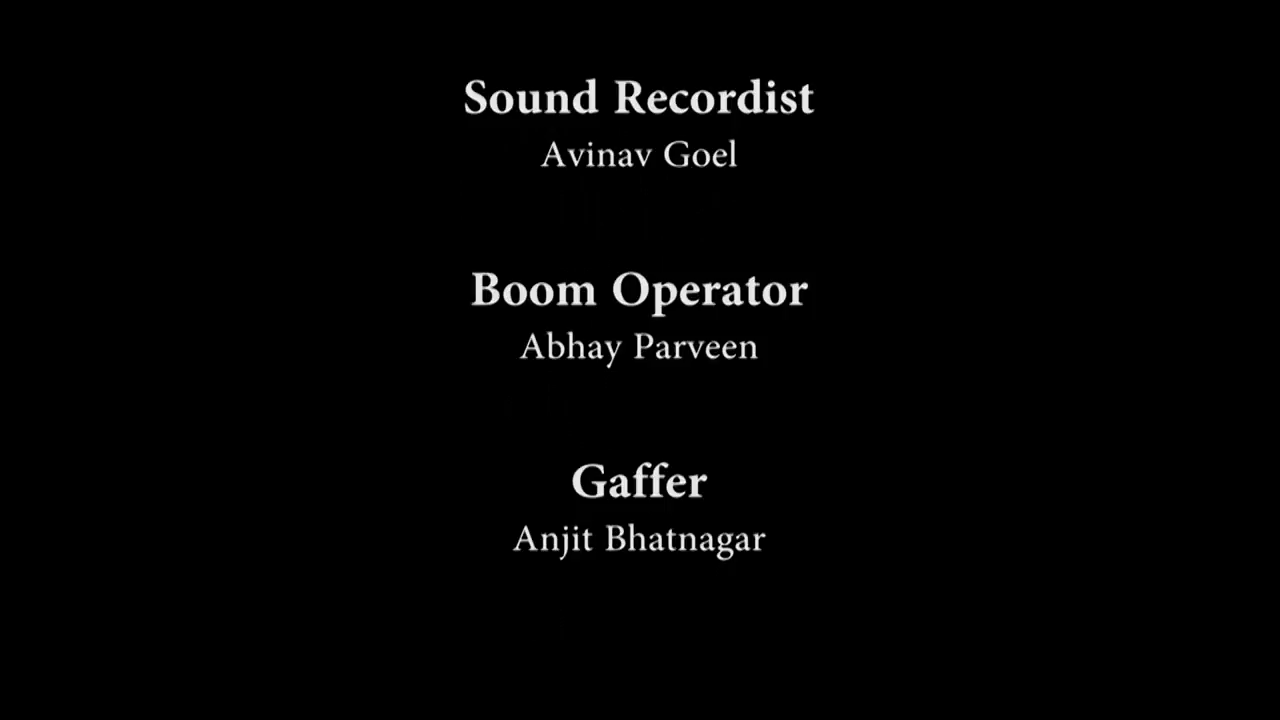 Sound Recordist
Avinav Goel
Boom Operator
Abhay Parveen
Gaffer
Anjit Bhatnagar